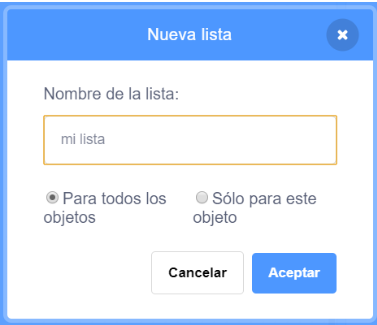 Nueva lista
Nombre de la lista:
mi lista
Para todos los objetos
Sólo para este objeto
Cancelar
Aceptar